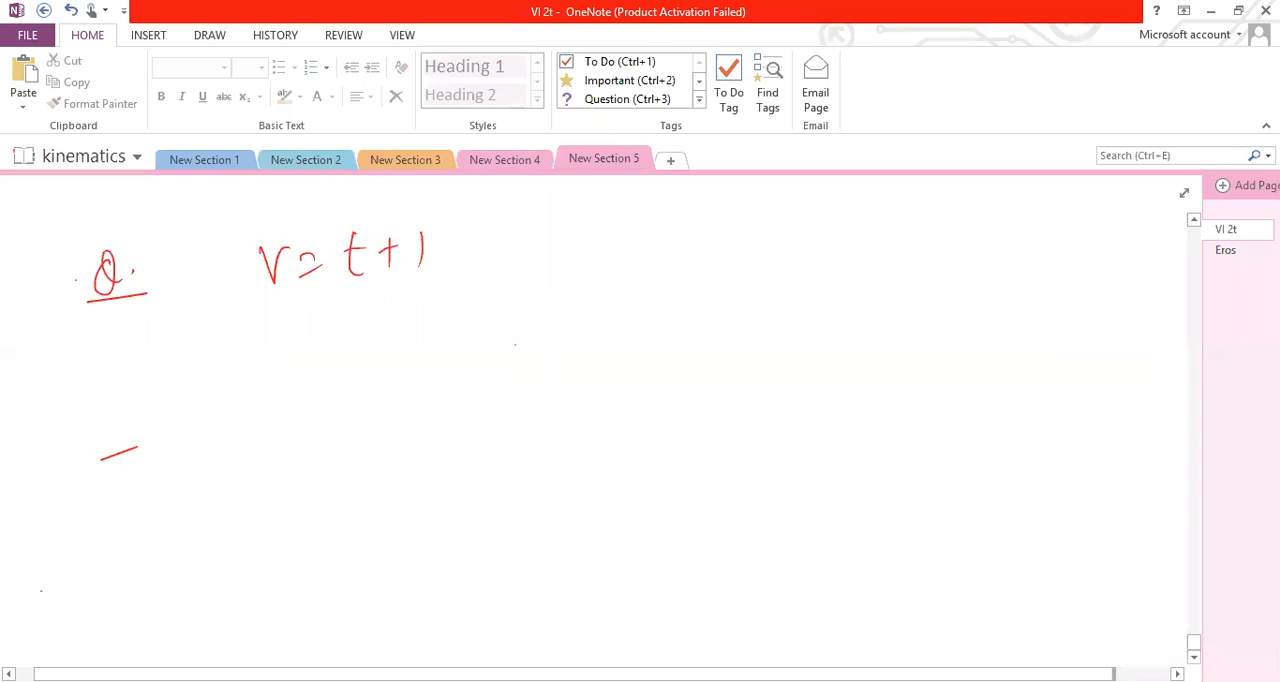 VI 2t - OneNote (Product Activation Failed)
FILE HOME INSERT DRAW HISTORY REVIEW VIEW Microsoft account
Paste Cut Copy Format Painter Clipboard
B I U abc x₂ A Basic Text
Heading 1 Heading 2 Styles
To Do (Ctrl+1) Important (Ctrl+2) Question (Ctrl+3) To Do Tag Find Tags Tags
Email Page Email
kinematics New Section 1 New Section 2 New Section 3 New Section 4 New Section 5 Search (Ctrl+E)
Add Page
VI 2t
Eros
Q. v = t + 1